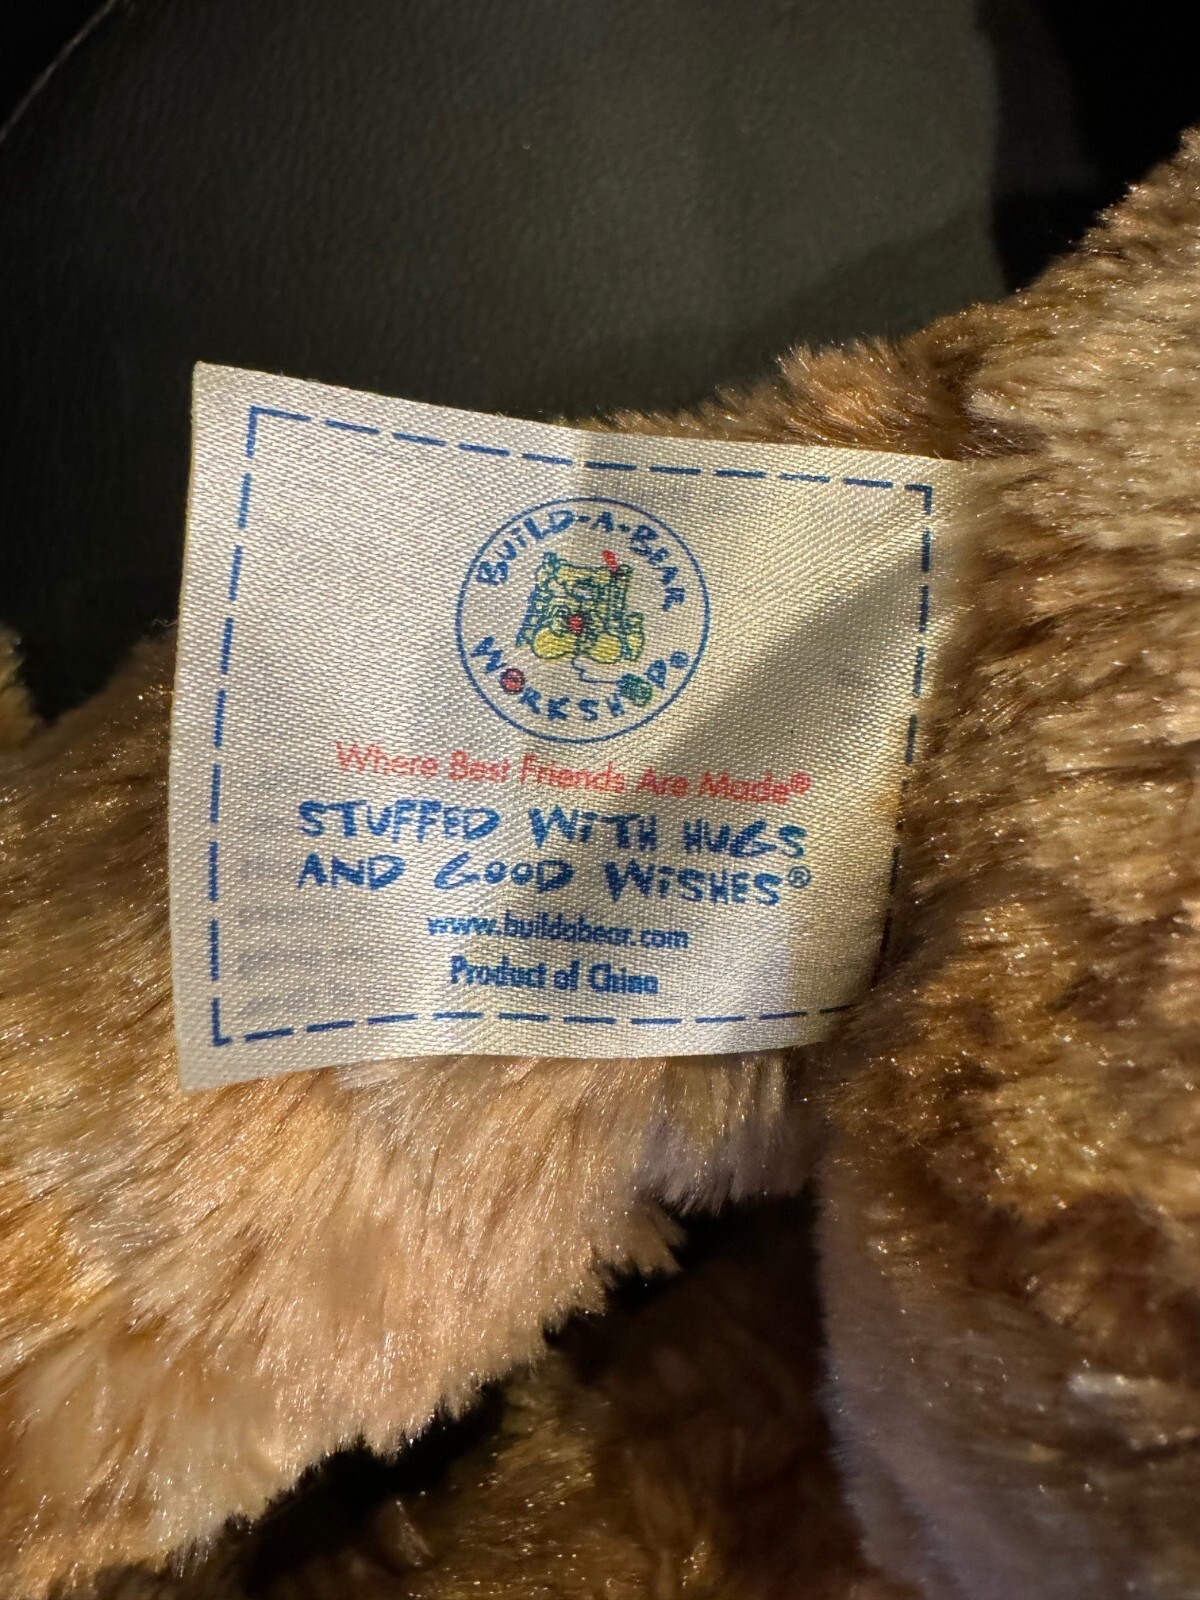 BUILD-A-BEAR
WORKSHOP®
Where Best Friends Are Made®
STUFFED WITH HUGS
AND GOOD WISHES®
www.buildabear.com
Product of China